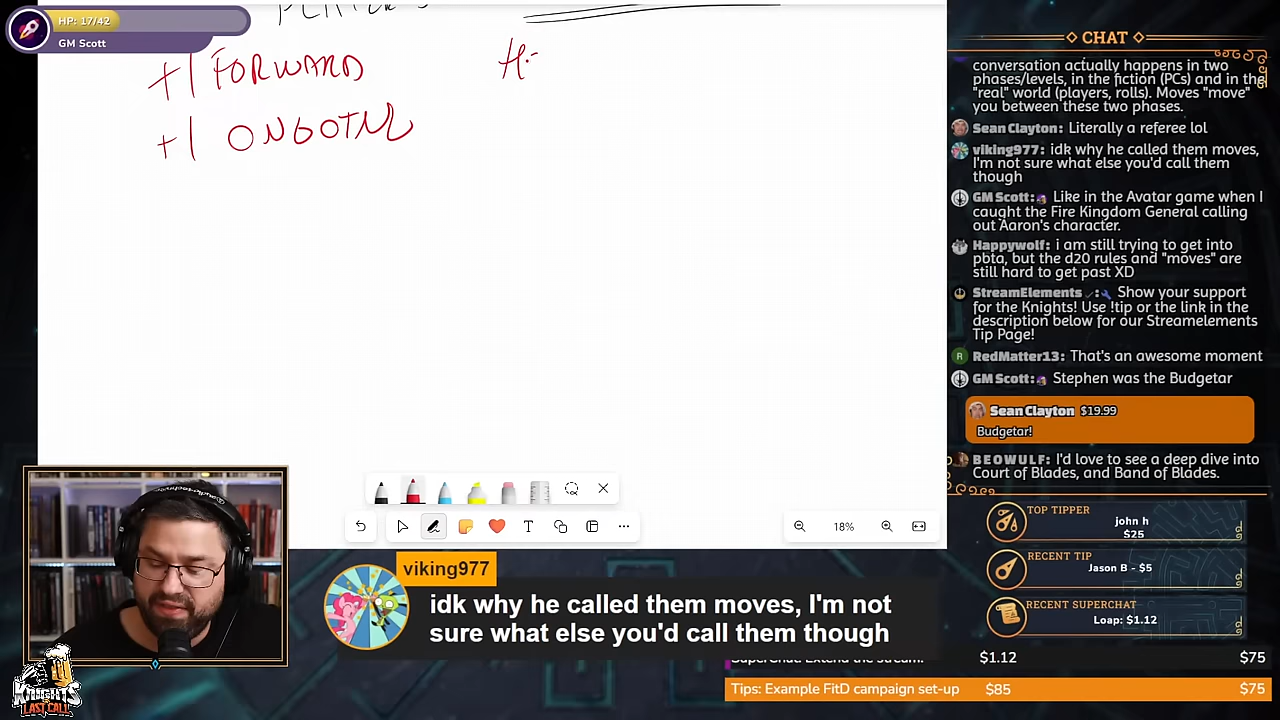 HP: 17/42
GM Scott
+1 FORWARD
+1 ONGOING
CHAT
conversation actually happens in two
phases/levels, in the fiction (PCs) and in the
"real" world (players, rolls). Moves "move"
you between these two phases.
Sean Clayton: Literally a referee lol
viking977: idk why he called them moves,
I'm not sure what else you'd call them
though
GM Scott: Like in the Avatar game when I
caught the Fire Kingdom General calling
out Aaron's character.
Happywolf: i am still trying to get into
pbta, but the d20 rules and "moves" are
still hard to get past XD
StreamElements: Show your support
for the Knights! Use !tip or the link in the
description below for our Streamelements
Tip Page!
R RedMatter13: That's an awesome moment
GM Scott: Stephen was the Budgetar
Sean Clayton $19.99
Budgetar!
BEOWULF: I'd love to see a deep dive into
Court of Blades, and Band of Blades.
T
18%
TOP TIPPER
john h
$25
RECENT TIP
Jason B - $5
RECENT SUPERCHAT
Loap: $1.12
viking977
idk why he called them moves, I'm not
sure what else you'd call them though
SuperChat: Extend the stream! $1.12 $75
Tips: Example FitD campaign set-up $85 $75
KNIGHTS
OF LAST CALL